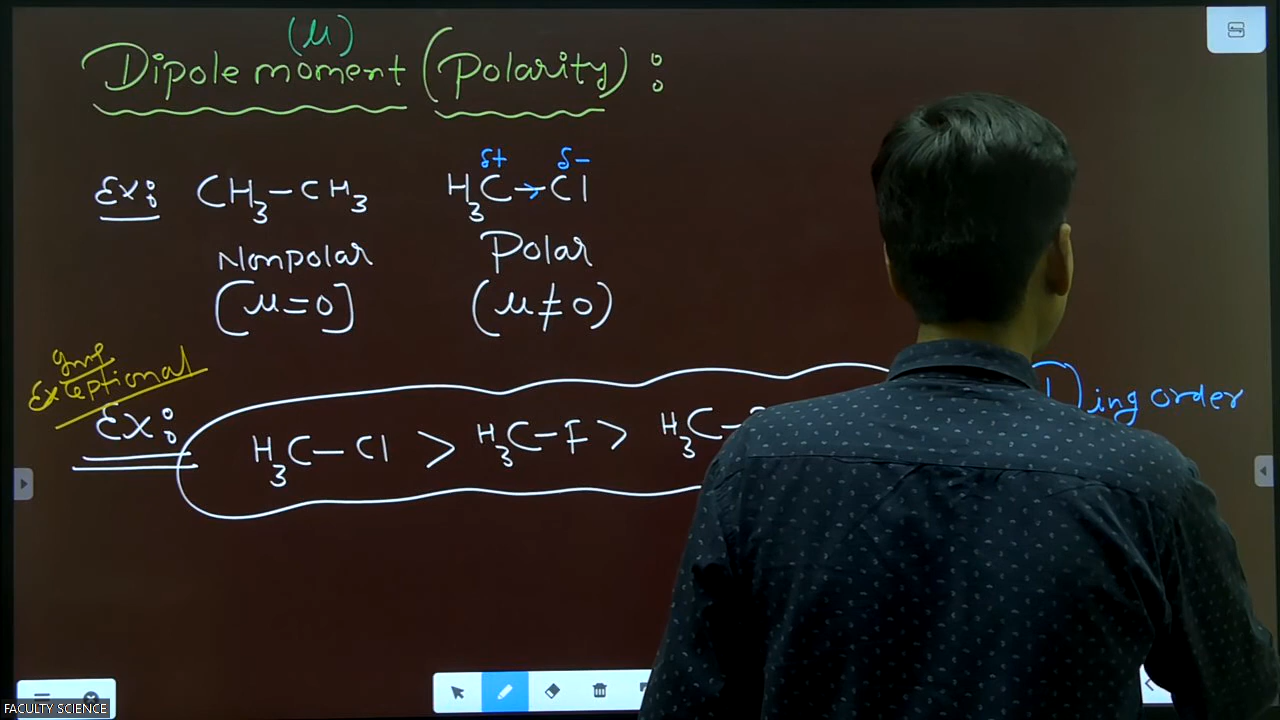 (μ)
Dipole moment (Polarity) :
δ+ δ-
Ex: CH3-CH3 H3C→Cl
Nonpolar Polar
[μ=0] (μ≠0)
Exceptional
Ex: H3C-Cl > H3C-F > H3C- ing order
FACULTY SCIENCE